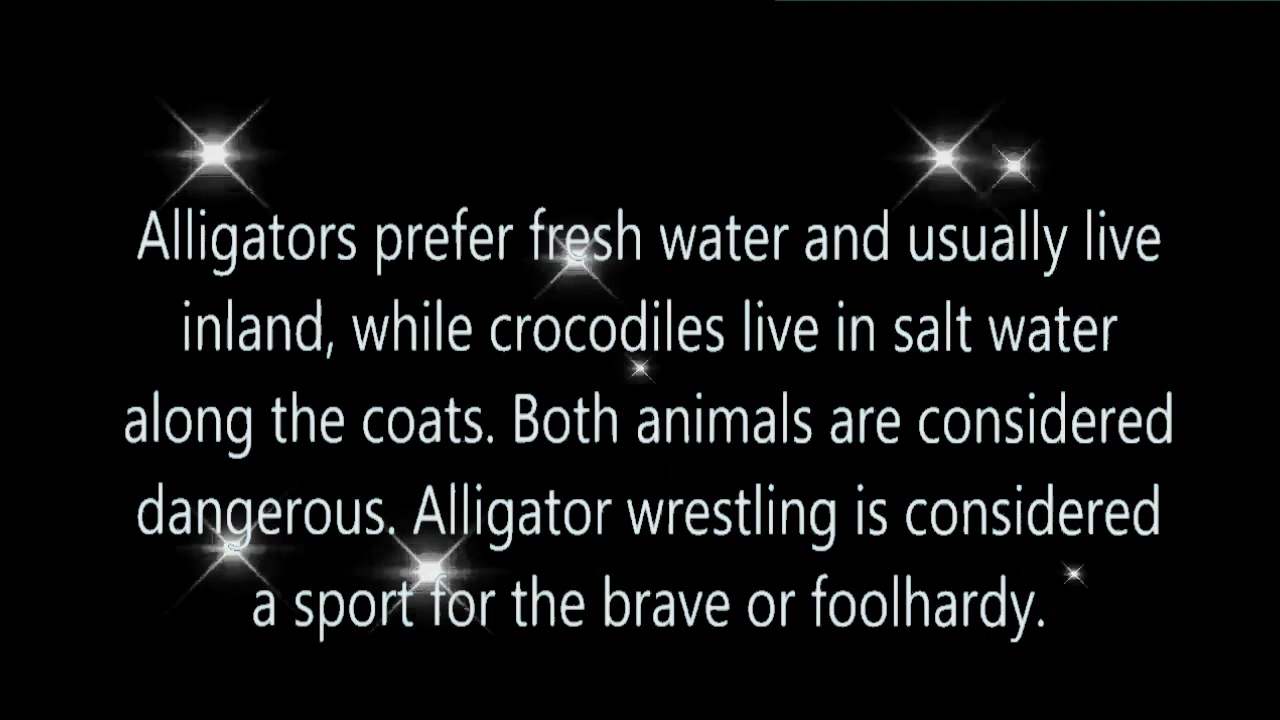 Alligators prefer fresh water and usually live
inland, while crocodiles live in salt water
along the coats. Both animals are considered
dangerous. Alligator wrestling is considered
a sport for the brave or foolhardy.